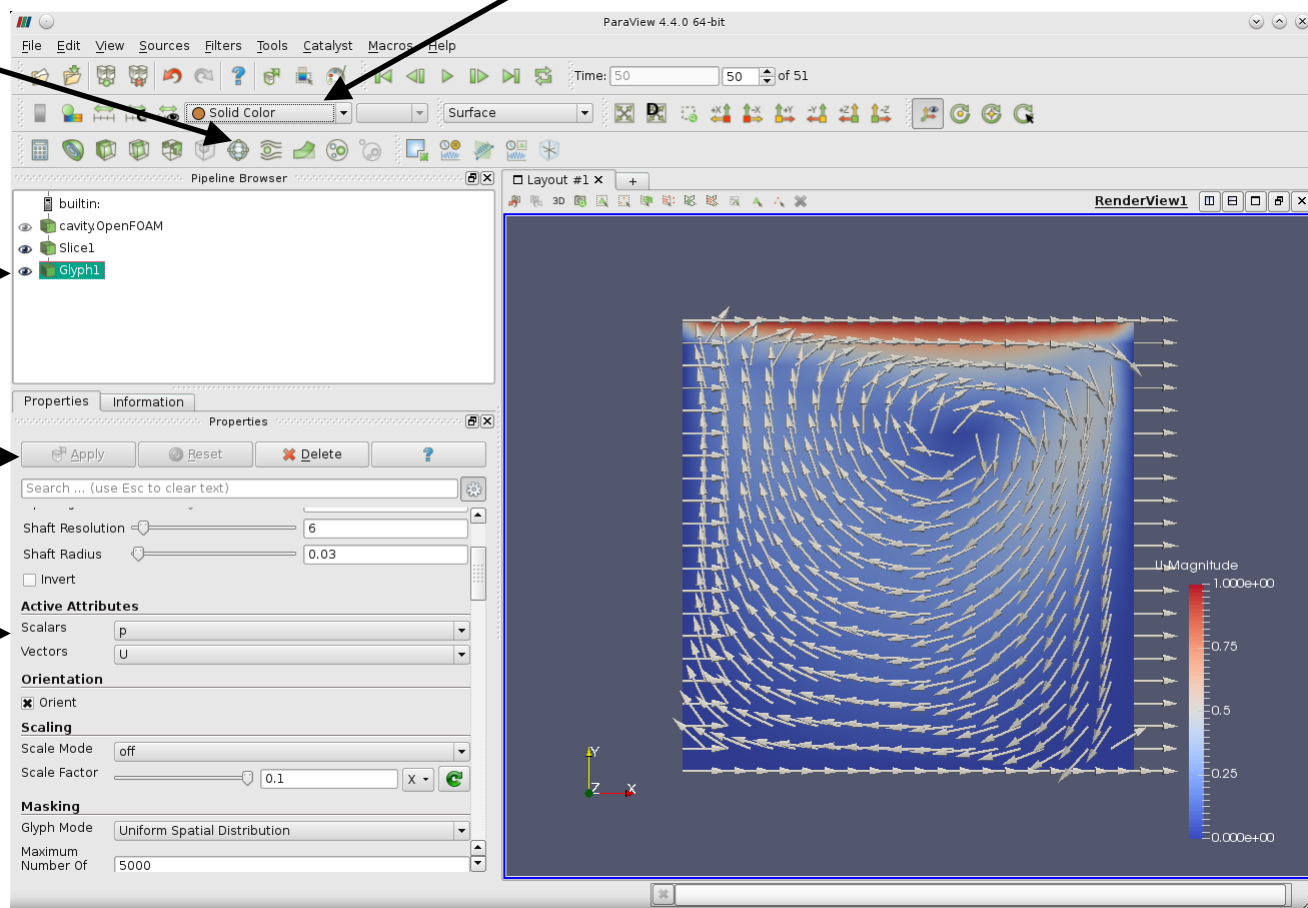 ParaView 4.4.0 64-bit
File Edit View Sources Filters Tools Catalyst Macros Help
Time: 50 50 of 51
Solid Color Surface
Pipeline Browser
builtin:
cavity.OpenFOAM
Slice1
Glyph1
Layout #1 +
3D RenderView1
Properties Information
Properties
Apply Reset Delete ?
Search ... (use Esc to clear text)
Shaft Resolution 6
Shaft Radius 0.03
Invert
Active Attributes
Scalars p
Vectors U
Orientation
Orient
Scaling
Scale Mode off
Scale Factor 0.1 X
Masking
Glyph Mode Uniform Spatial Distribution
Maximum
Number Of 5000
Y
Z X
U Magnitude
1.000e+00
0.75
0.5
0.25
0.000e+00